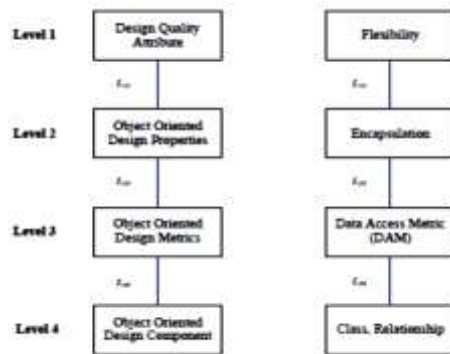 Level 1
Design Quality
Attribute
Flexibility
Level 2
Object Oriented
Design Properties
Encapsulation
Level 3
Object Oriented
Design Metrics
Data Access Metric
(DAM)
Level 4
Object Oriented
Design Component
Class, Relationship